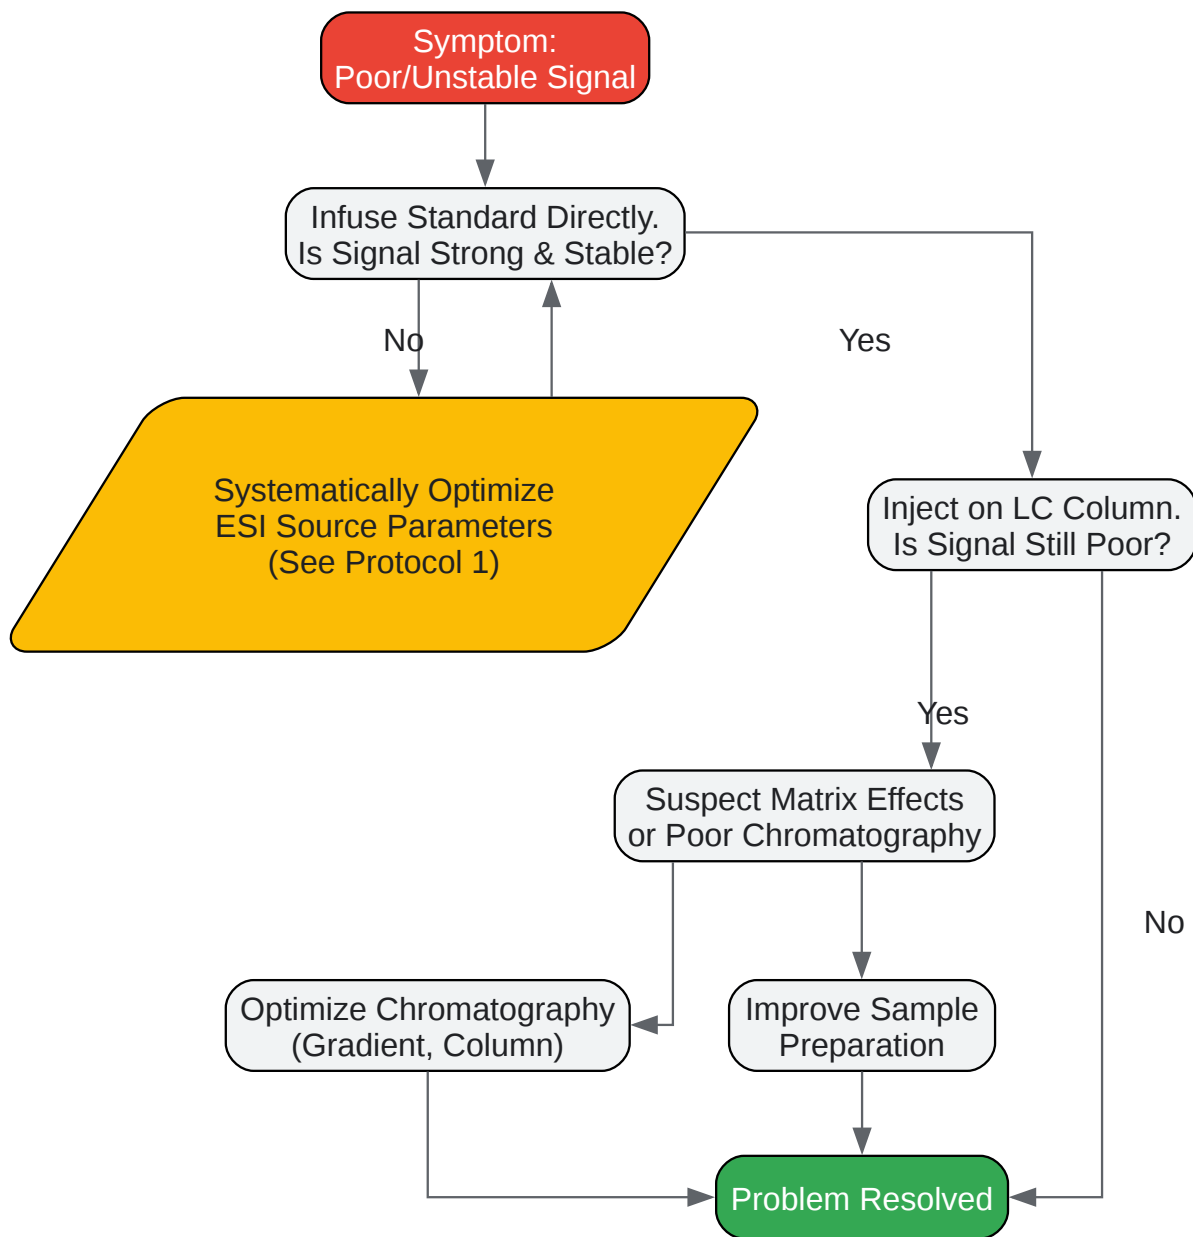 Symptom:
Poor/Unstable Signal
Infuse Standard Directly.
Is Signal Strong & Stable?
No
Yes
Systematically Optimize
ESI Source Parameters
(See Protocol 1)
Inject on LC Column.
Is Signal Still Poor?
Yes
Suspect Matrix Effects
or Poor Chromatography
No
Optimize Chromatography
(Gradient, Column)
Improve Sample
Preparation
Problem Resolved